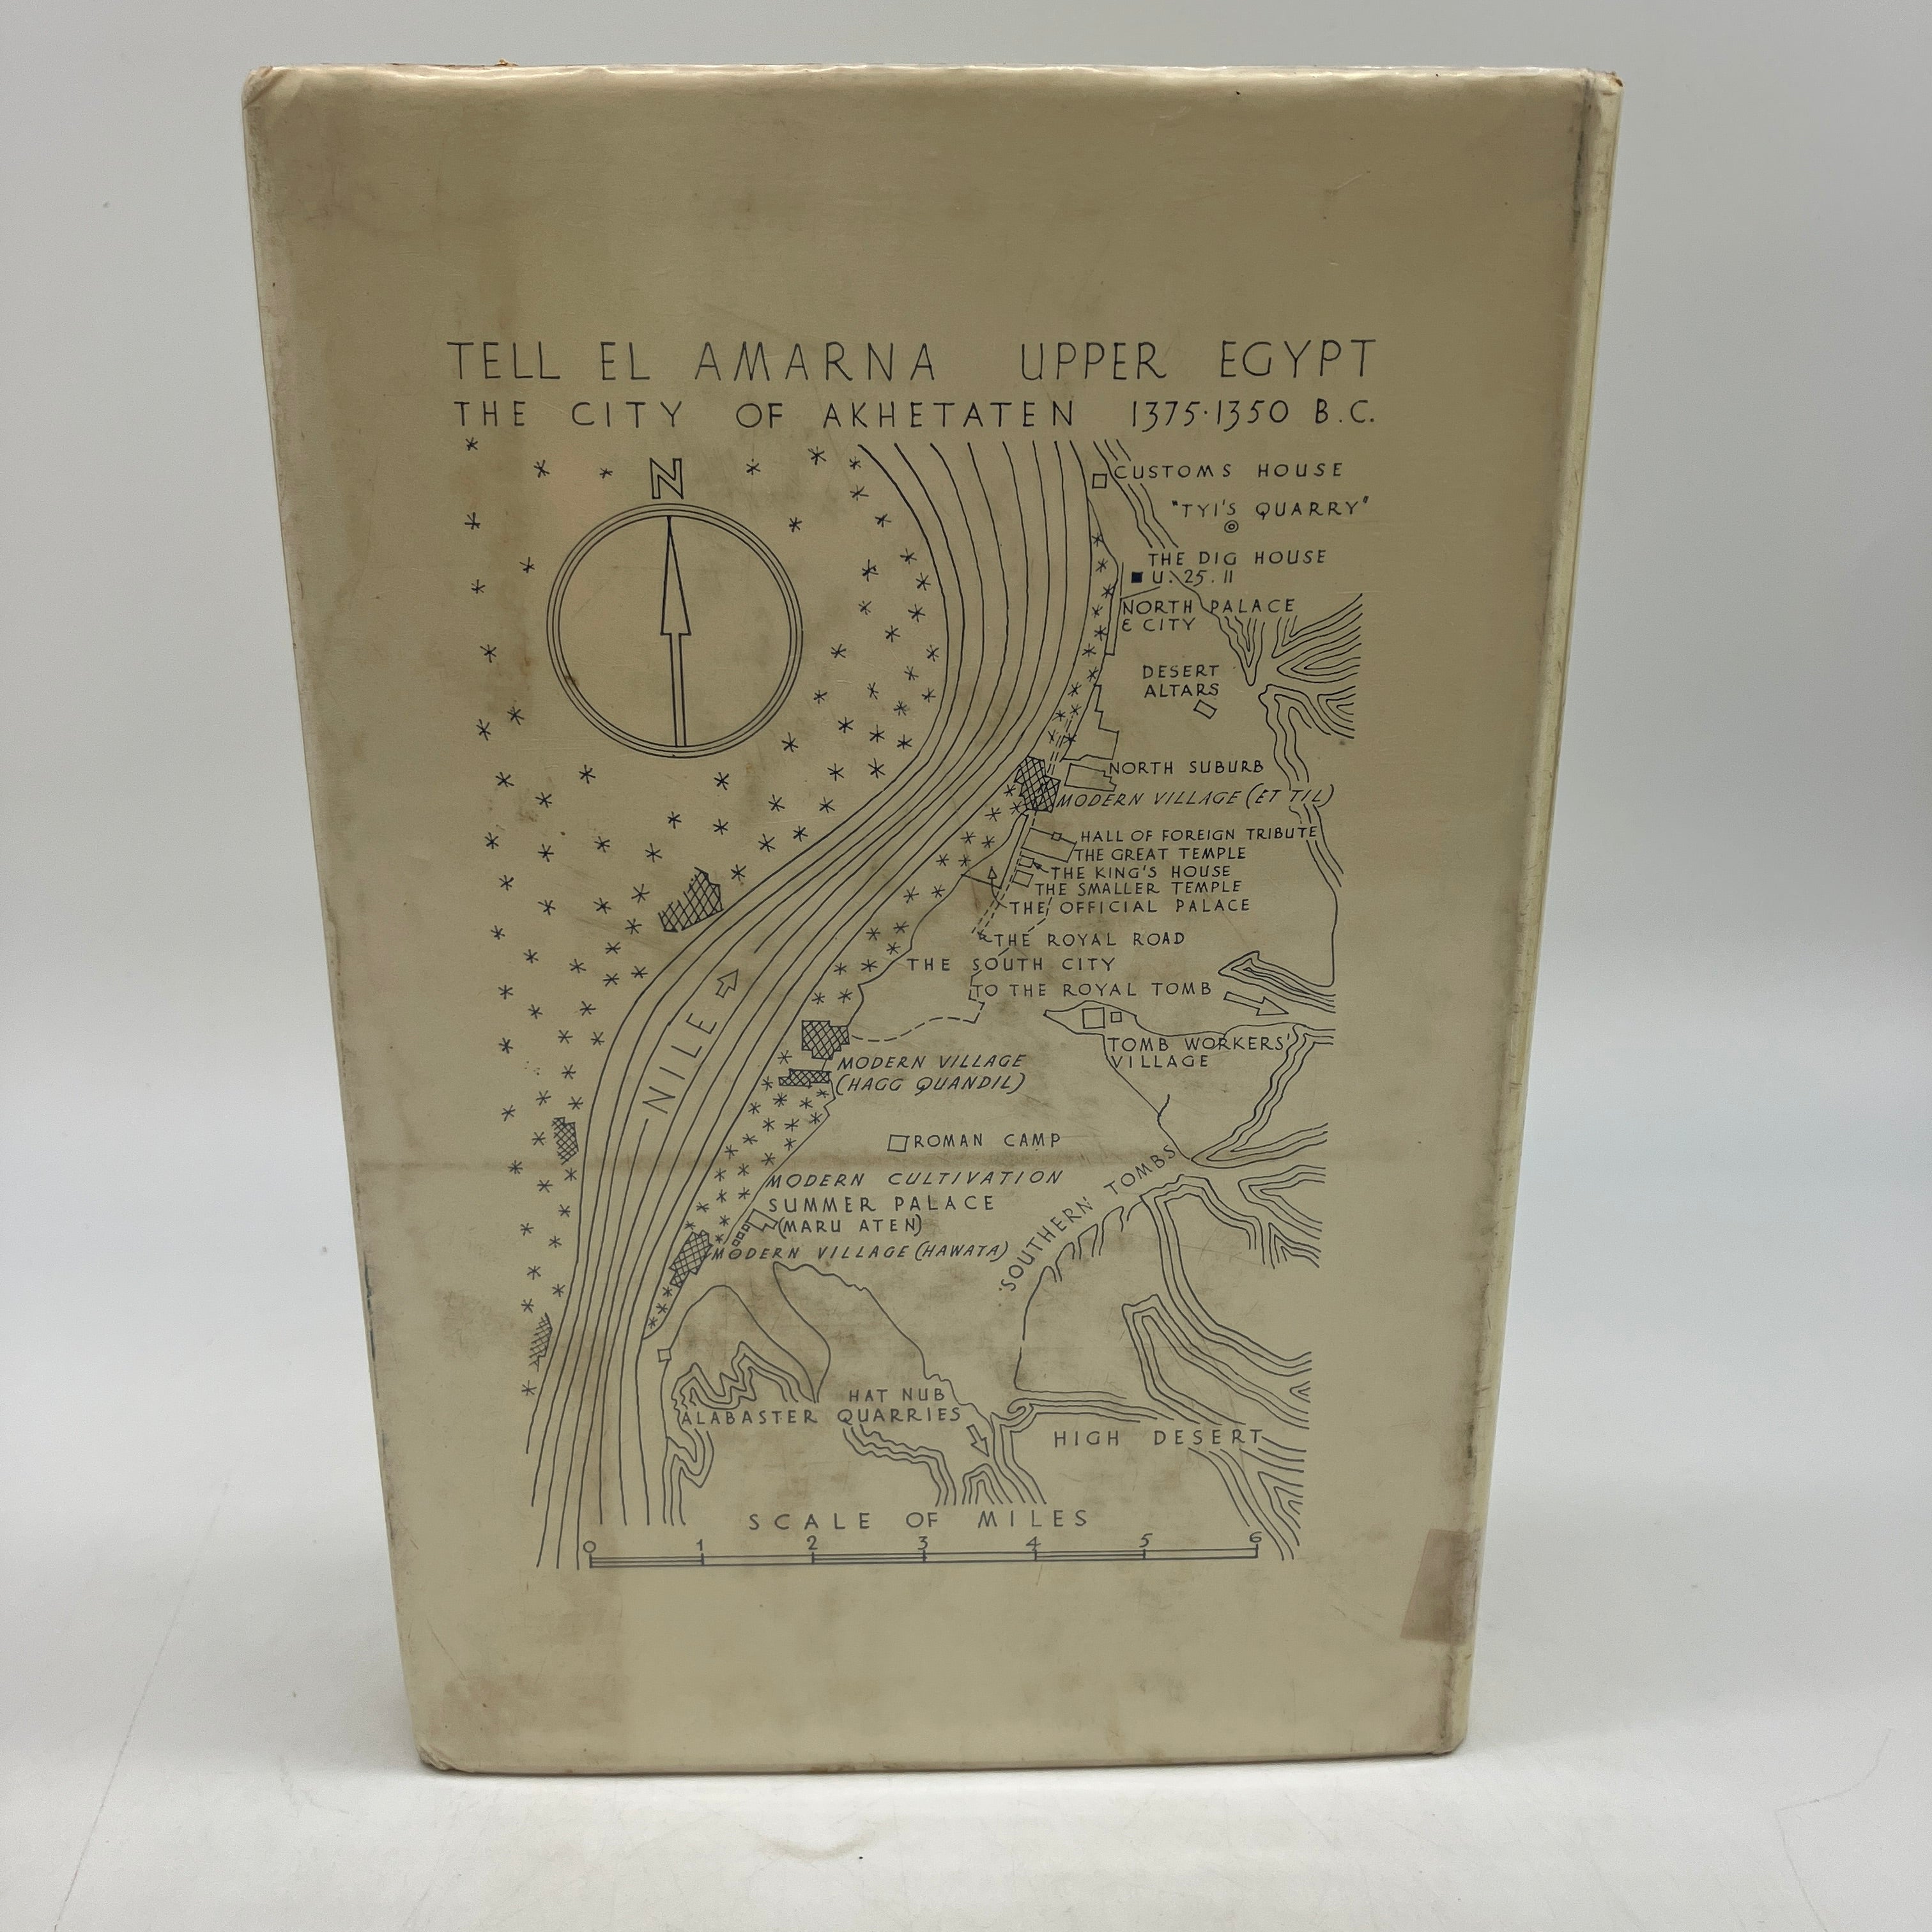 TELL EL AMARNA UPPER EGYPT
THE CITY OF AKHETATEN 1375·1350 B.C.
N
CUSTOMS HOUSE
"TYI'S QUARRY"
THE DIG HOUSE
U. 25. 11
NORTH PALACE
& CITY
DESERT
ALTARS
NORTH SUBURB
MODERN VILLAGE (ET TIL)
HALL OF FOREIGN TRIBUTE
THE GREAT TEMPLE
THE KING'S HOUSE
THE SMALLER TEMPLE
THE OFFICIAL PALACE
THE ROYAL ROAD
THE SOUTH CITY
TO THE ROYAL TOMB
NILE
TOMB WORKERS'
VILLAGE
MODERN VILLAGE
(HAGG QUANDIL)
ROMAN CAMP
MODERN CULTIVATION
SUMMER PALACE
(MARU ATEN)
MODERN VILLAGE (HAWATA)
SOUTHERN TOMBS
HAT NUB
ALABASTER QUARRIES
HIGH DESERT
SCALE OF MILES
0 1 2 3 4 5 6